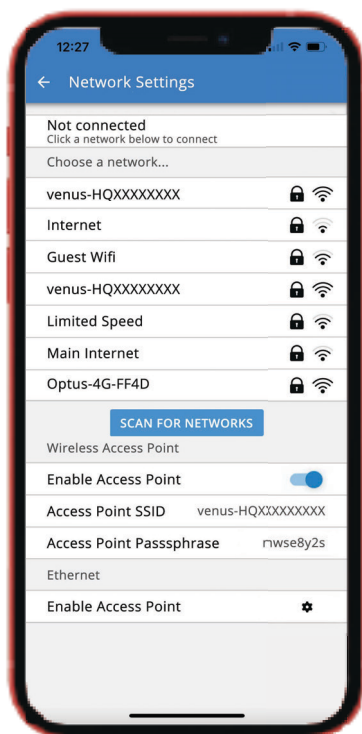 12:27
Network Settings
Not connected
Click a network below to connect
Choose a network...
venus-HQXXXXXXXX
Internet
Guest Wifi
venus-HQXXXXXXXX
Limited Speed
Main Internet
Optus-4G-FF4D
SCAN FOR NETWORKS
Wireless Access Point
Enable Access Point
Access Point SSID venus-HQXXXXXXXXX
Access Point Passsphrase
Ethernet
Enable Access Point